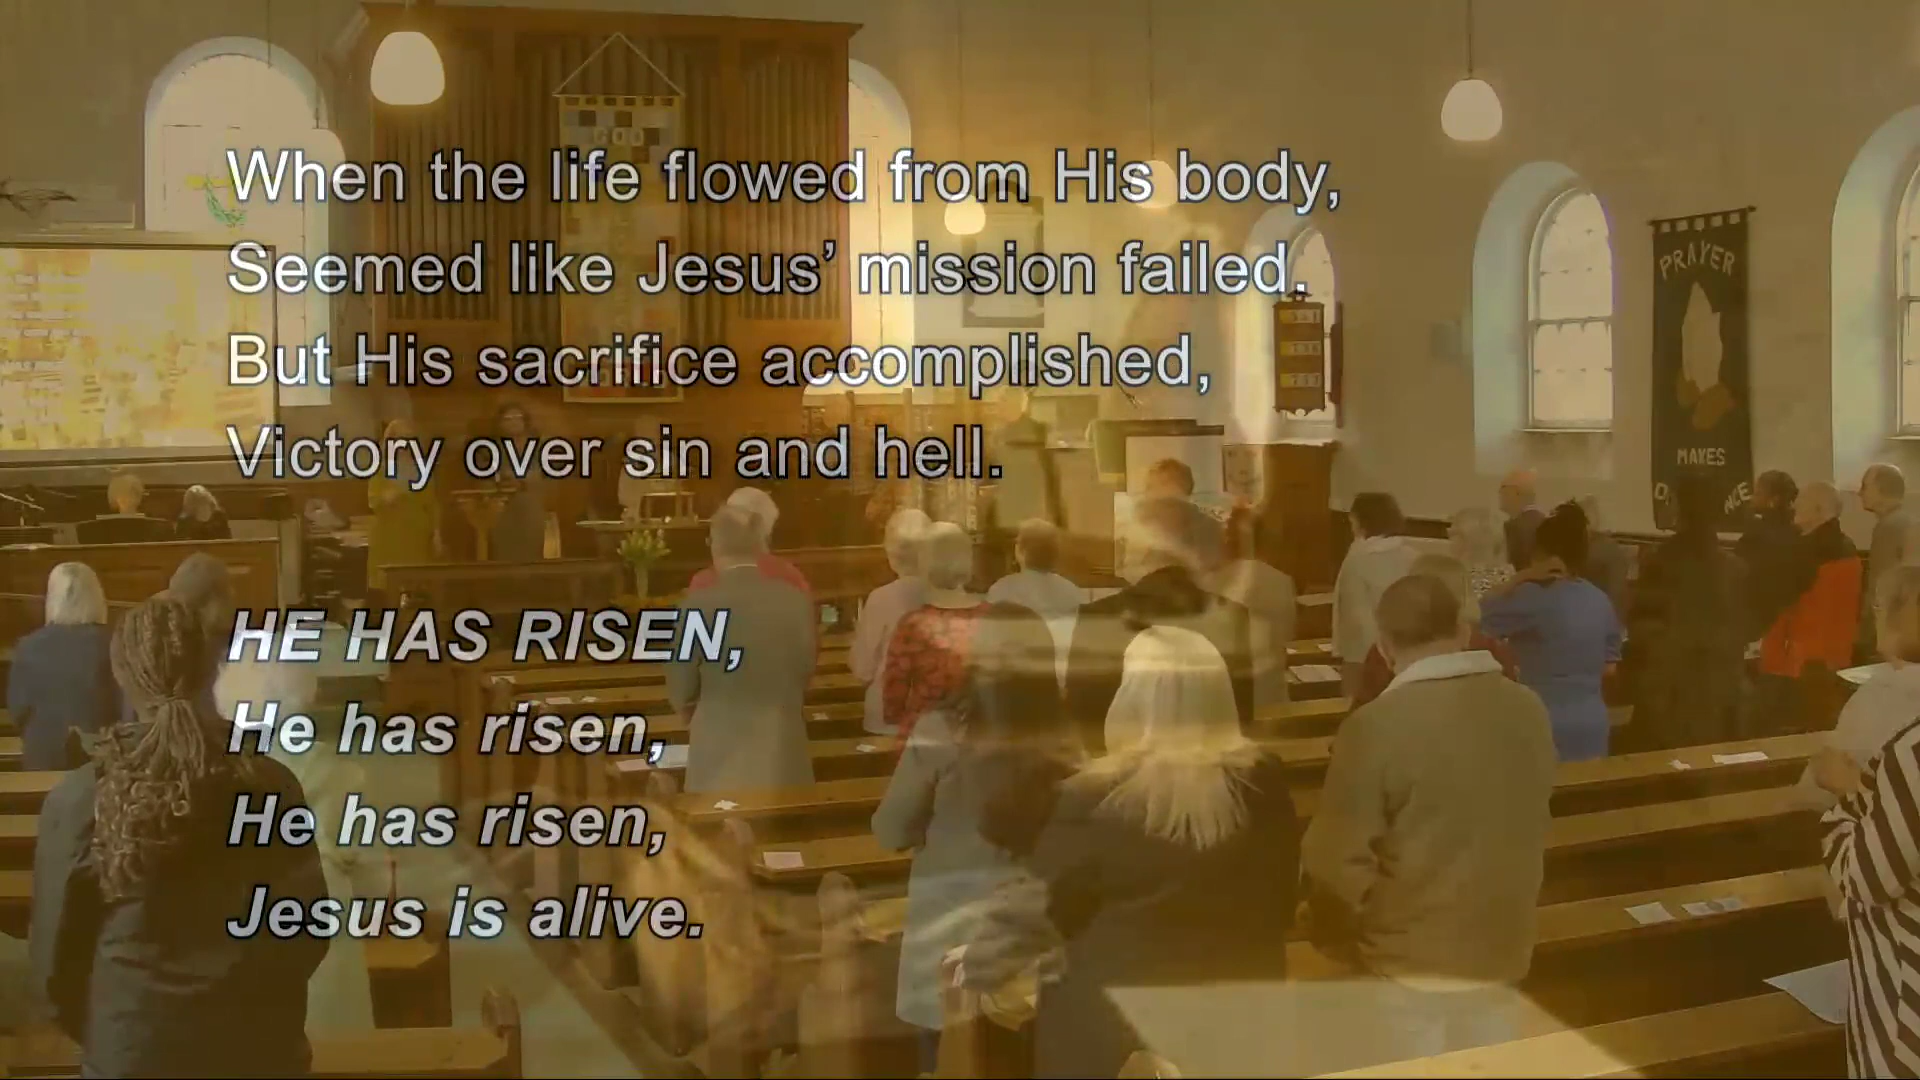 When the life flowed from His body,
Seemed like Jesus’ mission failed.
But His sacrifice accomplished,
Victory over sin and hell.
HE HAS RISEN,
He has risen,
He has risen,
Jesus is alive.
GOD
PRAYER
MAKES